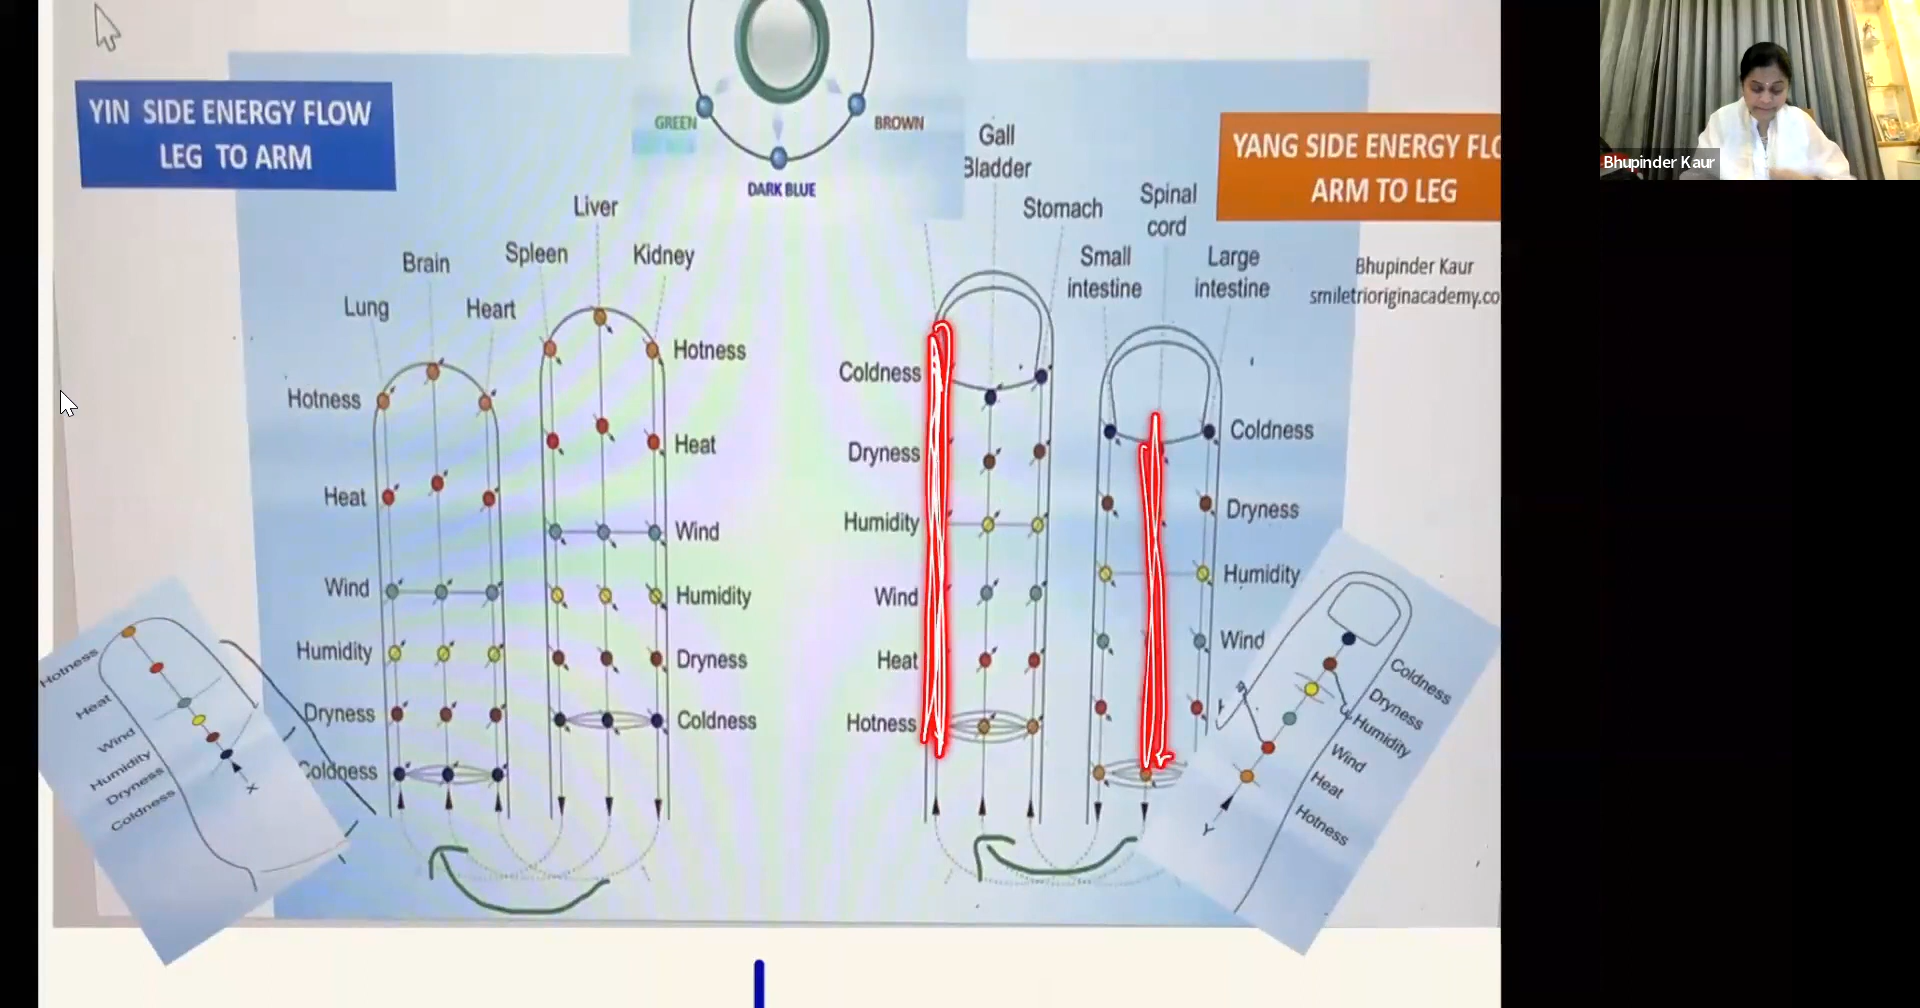 YIN SIDE ENERGY FLOW
LEG TO ARM
GREEN
BROWN
DARK BLUE
YANG SIDE ENERGY FLO
ARM TO LEG
Bhupinder Kaur
Bhupinder Kaur
smiletrioriginacademy.co
Lung
Brain
Heart
Spleen
Liver
Kidney
Gall
Bladder
Stomach
Small
intestine
Spinal
cord
Large
intestine
Hotness
Heat
Wind
Humidity
Dryness
Coldness
Hotness
Heat
Wind
Humidity
Dryness
Coldness
Coldness
Dryness
Humidity
Wind
Heat
Hotness
Coldness
Dryness
Humidity
Wind
Hotness
Heat
Wind
Humidity
Dryness
Coldness
X
Coldness
Dryness
Humidity
Wind
Heat
Hotness
Y